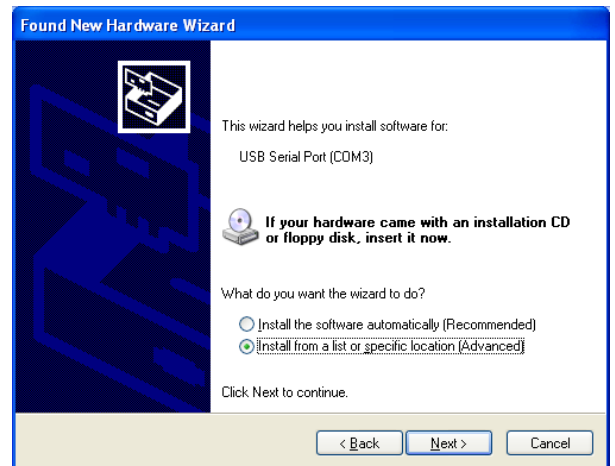 Found New Hardware Wizard
This wizard helps you install software for:
USB Serial Port (COM3)
If your hardware came with an installation CD
or floppy disk, insert it now.
What do you want the wizard to do?
Install the software automatically (Recommended)
Install from a list or specific location (Advanced)
Click Next to continue.
< Back
Next >
Cancel